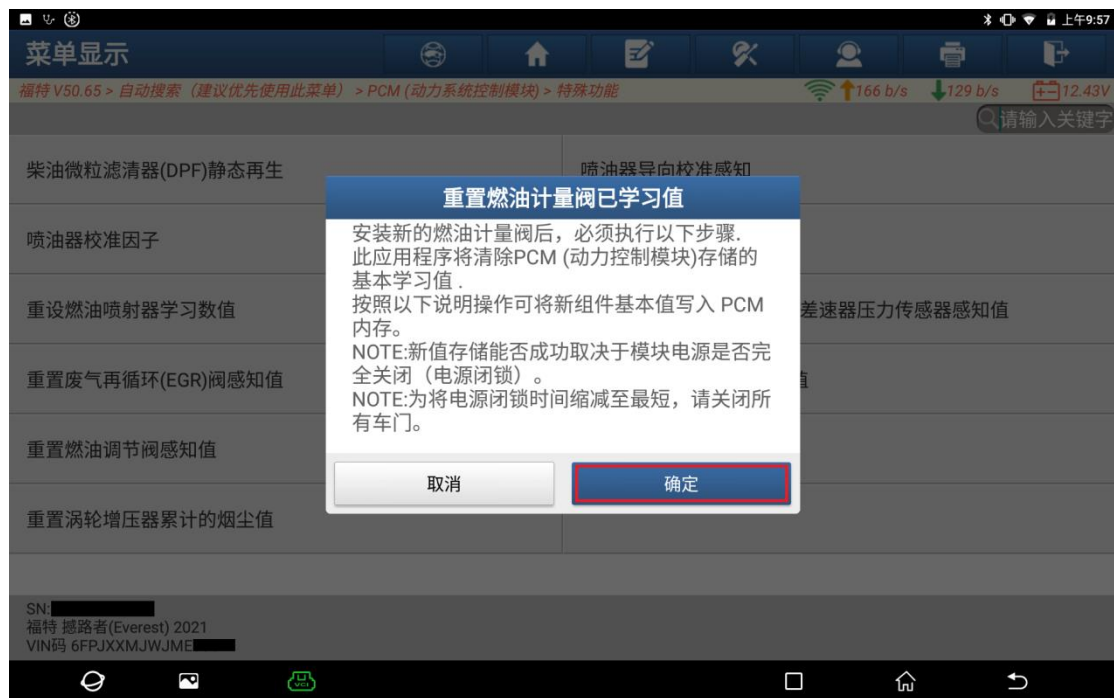 上午9:57
菜单显示
福特 V50.65 > 自动搜索（建议优先使用此菜单） > PCM (动力系统控制模块) > 特殊功能
166 b/s
129 b/s
12.43V
请输入关键字
柴油微粒滤清器(DPF)静态再生
喷油器导向校准感知
喷油器校准因子
重设燃油喷射器学习数值
差速器压力传感器感知值
重置废气再循环(EGR)阀感知值
重置燃油调节阀感知值
重置涡轮增压器累计的烟尘值
重置燃油计量阀已学习值
安装新的燃油计量阀后，必须执行以下步骤.
此应用程序将清除PCM (动力控制模块)存储的
基本学习值 .
按照以下说明操作可将新组件基本值写入 PCM
内存。
NOTE:新值存储能否成功取决于模块电源是否完
全关闭（电源闭锁）。
NOTE:为将电源闭锁时间缩减至最短，请关闭所
有车门。
取消
确定
SN:
福特 撼路者(Everest) 2021
VIN码 6FPJXXMJWJME
VCI